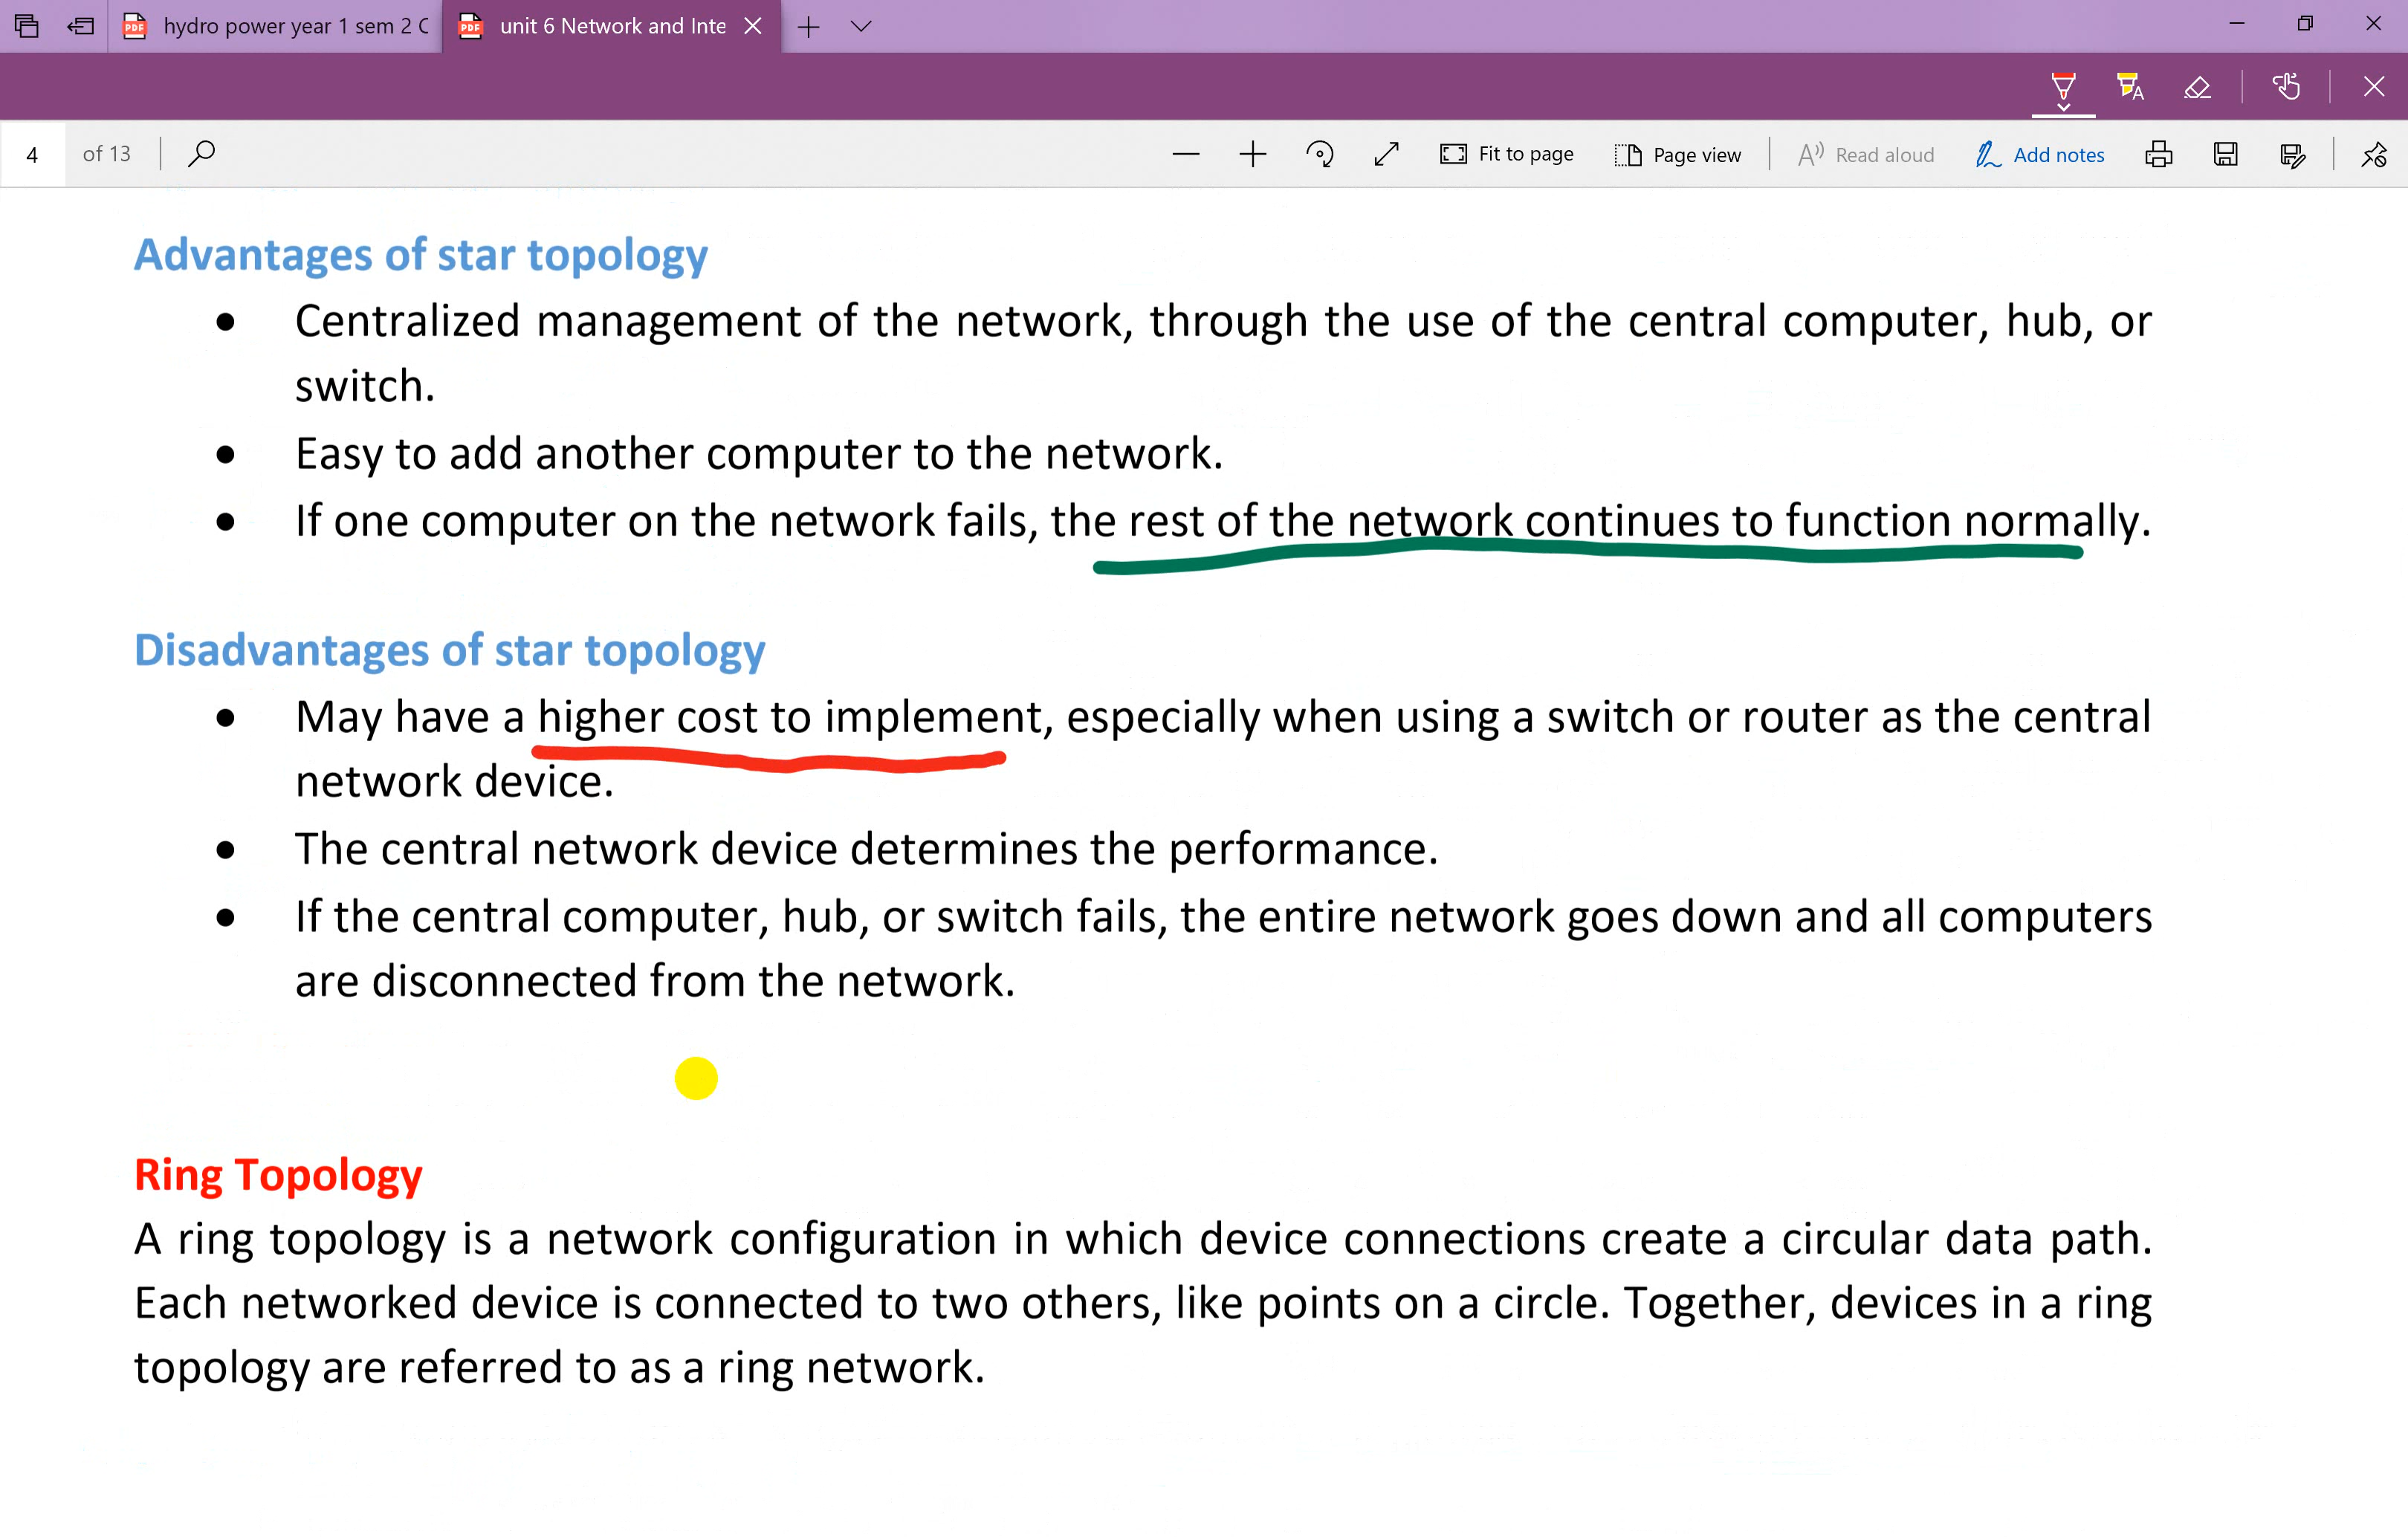 hydro power year 1 sem 2 C
unit 6 Network and Inte
4 of 13
Fit to page
Page view
Read aloud
Add notes
Advantages of star topology
• Centralized management of the network, through the use of the central computer, hub, or
switch.
• Easy to add another computer to the network.
• If one computer on the network fails, the rest of the network continues to function normally.
Disadvantages of star topology
• May have a higher cost to implement, especially when using a switch or router as the central
network device.
• The central network device determines the performance.
• If the central computer, hub, or switch fails, the entire network goes down and all computers
are disconnected from the network.
Ring Topology
A ring topology is a network configuration in which device connections create a circular data path.
Each networked device is connected to two others, like points on a circle. Together, devices in a ring
topology are referred to as a ring network.